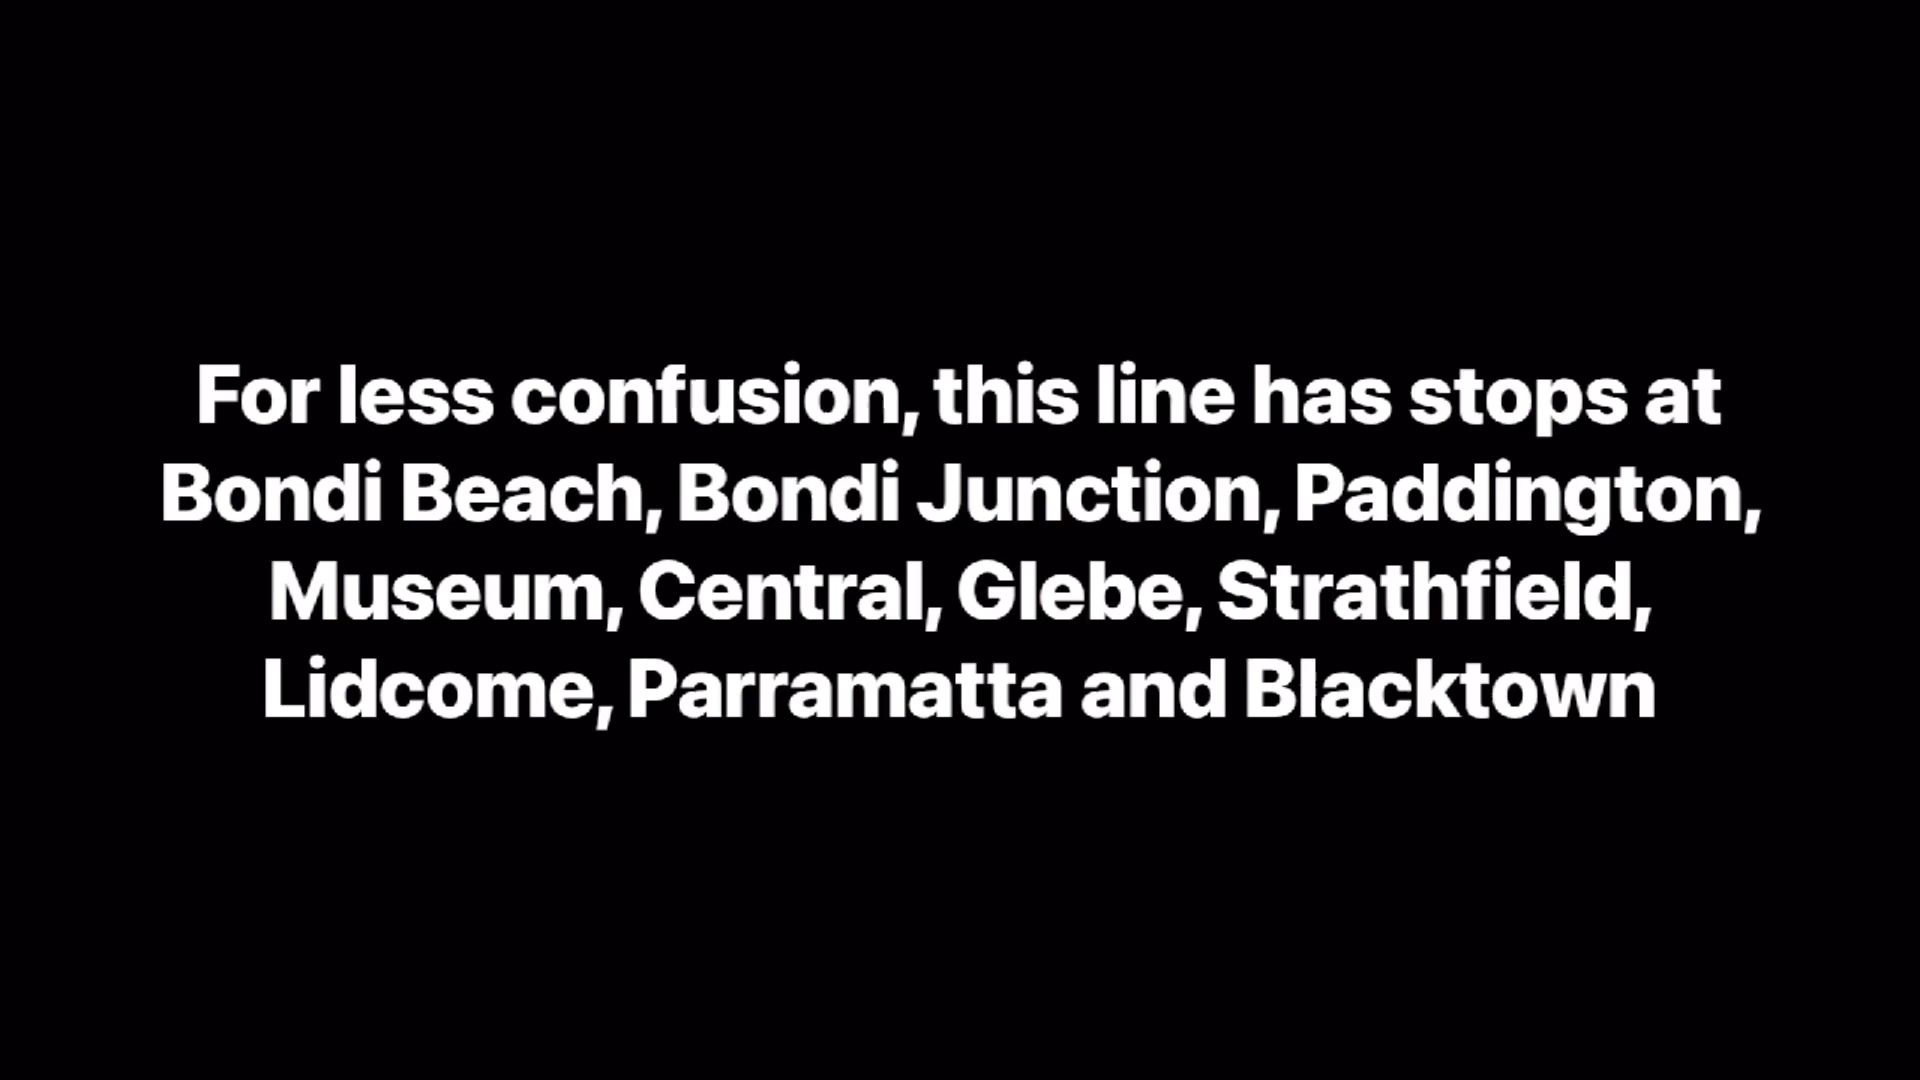 For less confusion, this line has stops at
Bondi Beach, Bondi Junction, Paddington,
Museum, Central, Glebe, Strathfield,
Lidcome, Parramatta and Blacktown